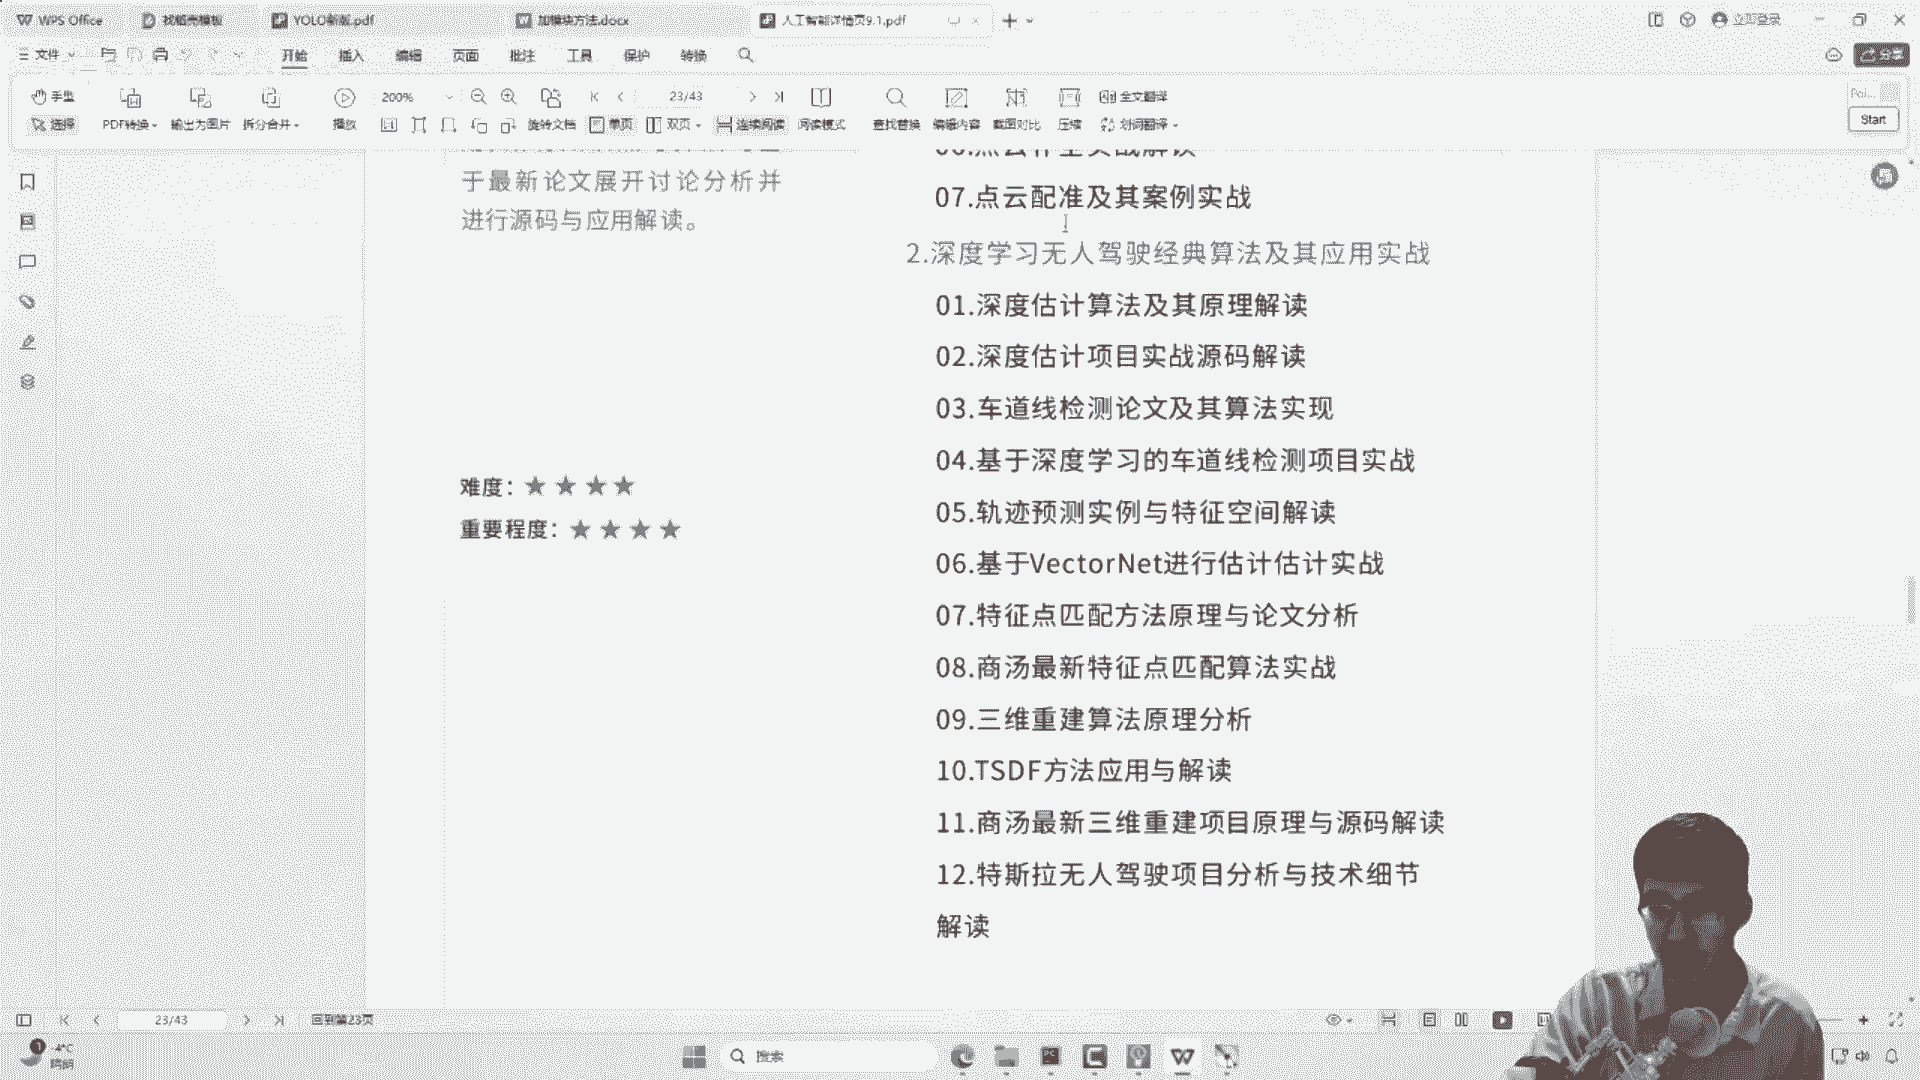 WPS Office
找稻壳模板
YOLO新版.pdf
加模块方法.docx
人工智能详情页9.1.pdf
立即登录
文件
开始
插入
编辑
页面
批注
工具
保护
转换
分享
手型
200%
23/43
全文翻译
选择
PDF转换
输出为图片
拆分合并
播放
旋转文档
单页
双页
连续阅读
阅读模式
查找替换
编辑内容
截图对比
压缩
划词翻译
Start
于最新论文展开讨论分析并
进行源码与应用解读。
难度：★ ★ ★ ★
重要程度：★ ★ ★ ★
07.点云配准及其案例实战
2.深度学习无人驾驶经典算法及其应用实战
01.深度估计算法及其原理解读
02.深度估计项目实战源码解读
03.车道线检测论文及其算法实现
04.基于深度学习的车道线检测项目实战
05.轨迹预测实例与特征空间解读
06.基于VectorNet进行估计估计实战
07.特征点匹配方法原理与论文分析
08.商汤最新特征点匹配算法实战
09.三维重建算法原理分析
10.TSDF方法应用与解读
11.商汤最新三维重建项目原理与源码解读
12.特斯拉无人驾驶项目分析与技术细节
解读
23/43
回到第23页
-4°C
晴朗
搜索